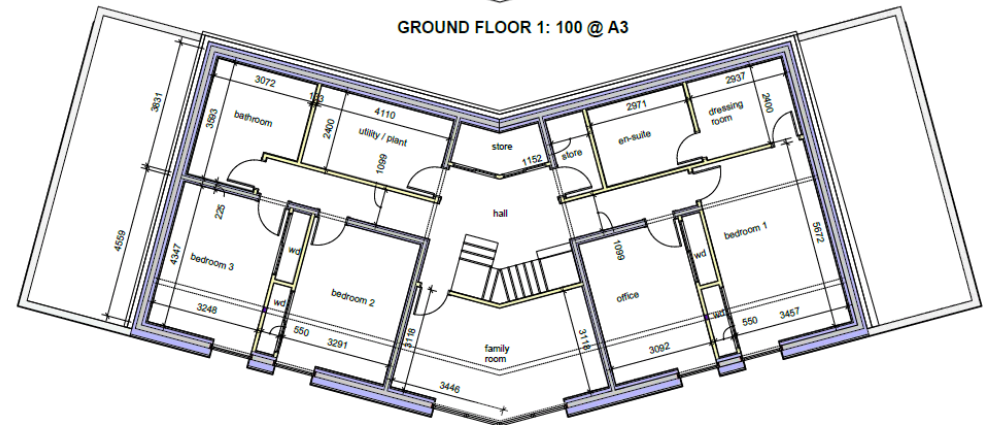 GROUND FLOOR 1: 100 @ A3
3072
2937
3831
3593
bathroom
4110
2400
utility / plant
1099
store
1152
store
2971
en-suite
dressing
room
2400
225
hall
4559
4347
bedroom 3
wd
wd
3248
550
bedroom 2
3291
3118
family
room
3446
3118
1099
office
3092
wd
wd
550
bedroom 1
5672
3457